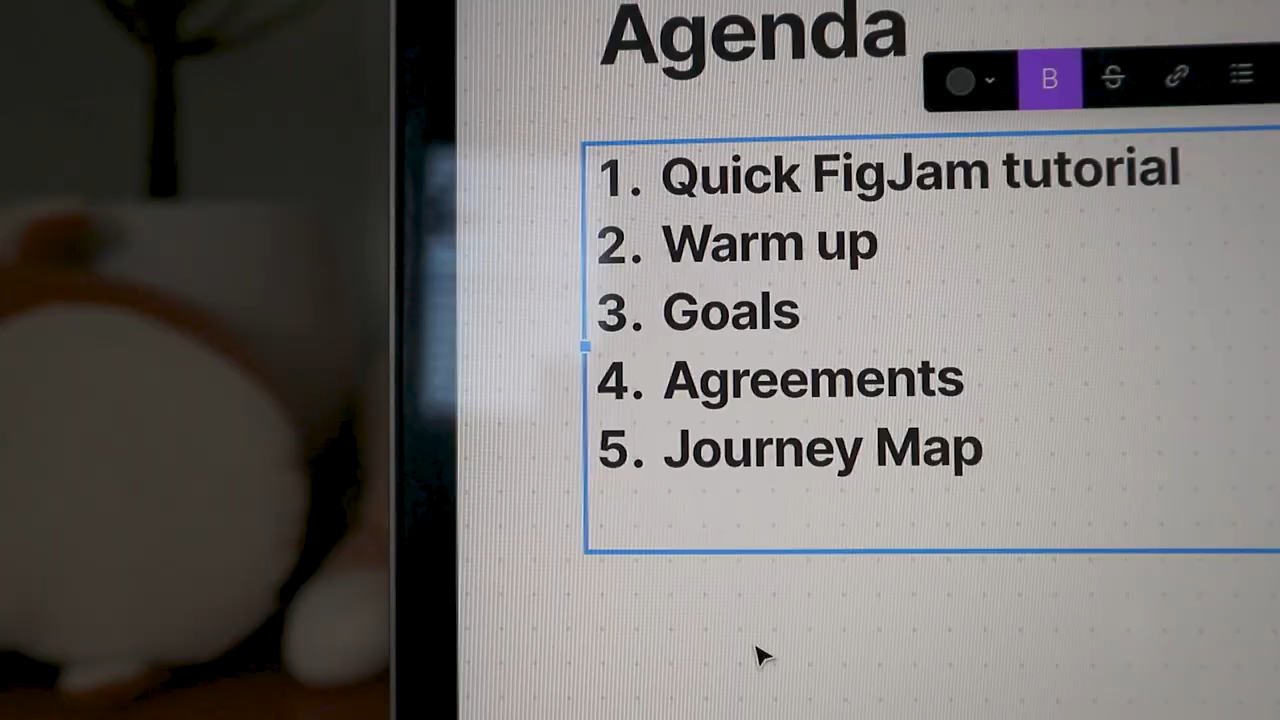 Agenda
B
1. Quick FigJam tutorial
2. Warm up
3. Goals
4. Agreements
5. Journey Map